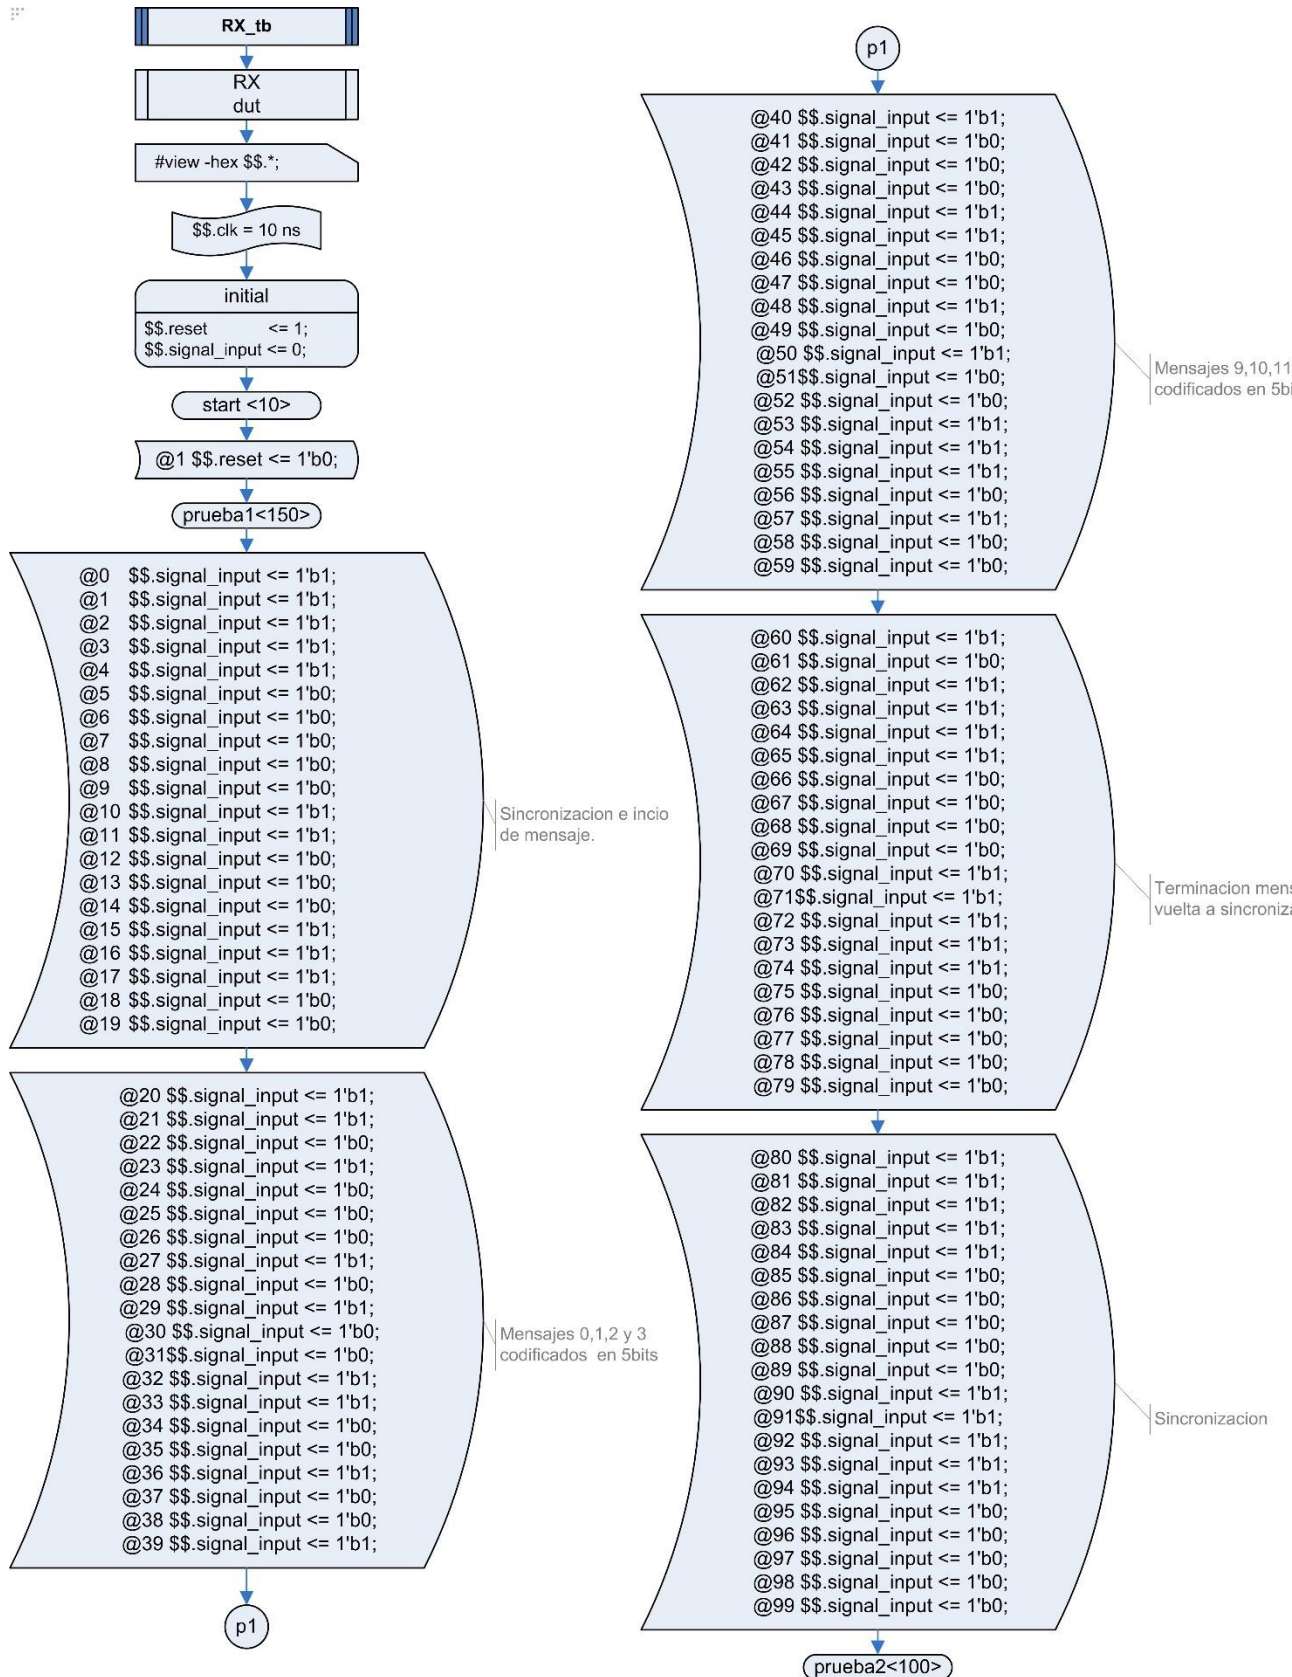 RX_tb
RX
dut
#view -hex $$.*;
$$.clk = 10 ns
initial
$$.reset <= 1;
$$.signal_input <= 0;
start <10>
@1 $$.reset <= 1'b0;
prueba1<150>
@0 $$.signal_input <= 1'b1;
@1 $$.signal_input <= 1'b1;
@2 $$.signal_input <= 1'b1;
@3 $$.signal_input <= 1'b1;
@4 $$.signal_input <= 1'b1;
@5 $$.signal_input <= 1'b0;
@6 $$.signal_input <= 1'b0;
@7 $$.signal_input <= 1'b0;
@8 $$.signal_input <= 1'b0;
@9 $$.signal_input <= 1'b0;
@10 $$.signal_input <= 1'b1;
@11 $$.signal_input <= 1'b1;
@12 $$.signal_input <= 1'b0;
@13 $$.signal_input <= 1'b0;
@14 $$.signal_input <= 1'b0;
@15 $$.signal_input <= 1'b1;
@16 $$.signal_input <= 1'b1;
@17 $$.signal_input <= 1'b1;
@18 $$.signal_input <= 1'b0;
@19 $$.signal_input <= 1'b0;
Sincronizacion e incio
de mensaje.
@20 $$.signal_input <= 1'b1;
@21 $$.signal_input <= 1'b1;
@22 $$.signal_input <= 1'b0;
@23 $$.signal_input <= 1'b1;
@24 $$.signal_input <= 1'b0;
@25 $$.signal_input <= 1'b0;
@26 $$.signal_input <= 1'b0;
@27 $$.signal_input <= 1'b1;
@28 $$.signal_input <= 1'b0;
@29 $$.signal_input <= 1'b1;
@30 $$.signal_input <= 1'b0;
@31$$.signal_input <= 1'b0;
@32 $$.signal_input <= 1'b1;
@33 $$.signal_input <= 1'b1;
@34 $$.signal_input <= 1'b0;
@35 $$.signal_input <= 1'b0;
@36 $$.signal_input <= 1'b1;
@37 $$.signal_input <= 1'b0;
@38 $$.signal_input <= 1'b0;
@39 $$.signal_input <= 1'b1;
Mensajes 0,1,2 y 3
codificados en 5bits
p1
p1
@40 $$.signal_input <= 1'b1;
@41 $$.signal_input <= 1'b0;
@42 $$.signal_input <= 1'b0;
@43 $$.signal_input <= 1'b0;
@44 $$.signal_input <= 1'b1;
@45 $$.signal_input <= 1'b1;
@46 $$.signal_input <= 1'b0;
@47 $$.signal_input <= 1'b0;
@48 $$.signal_input <= 1'b1;
@49 $$.signal_input <= 1'b0;
@50 $$.signal_input <= 1'b1;
@51$$.signal_input <= 1'b0;
@52 $$.signal_input <= 1'b0;
@53 $$.signal_input <= 1'b1;
@54 $$.signal_input <= 1'b1;
@55 $$.signal_input <= 1'b1;
@56 $$.signal_input <= 1'b0;
@57 $$.signal_input <= 1'b1;
@58 $$.signal_input <= 1'b0;
@59 $$.signal_input <= 1'b0;
Mensajes 9,10,11
codificados en 5bi
@60 $$.signal_input <= 1'b1;
@61 $$.signal_input <= 1'b0;
@62 $$.signal_input <= 1'b1;
@63 $$.signal_input <= 1'b1;
@64 $$.signal_input <= 1'b1;
@65 $$.signal_input <= 1'b1;
@66 $$.signal_input <= 1'b0;
@67 $$.signal_input <= 1'b0;
@68 $$.signal_input <= 1'b0;
@69 $$.signal_input <= 1'b0;
@70 $$.signal_input <= 1'b1;
@71$$.signal_input <= 1'b1;
@72 $$.signal_input <= 1'b1;
@73 $$.signal_input <= 1'b1;
@74 $$.signal_input <= 1'b1;
@75 $$.signal_input <= 1'b0;
@76 $$.signal_input <= 1'b0;
@77 $$.signal_input <= 1'b0;
@78 $$.signal_input <= 1'b0;
@79 $$.signal_input <= 1'b0;
Terminacion mens
vuelta a sincroniza
@80 $$.signal_input <= 1'b1;
@81 $$.signal_input <= 1'b1;
@82 $$.signal_input <= 1'b1;
@83 $$.signal_input <= 1'b1;
@84 $$.signal_input <= 1'b1;
@85 $$.signal_input <= 1'b0;
@86 $$.signal_input <= 1'b0;
@87 $$.signal_input <= 1'b0;
@88 $$.signal_input <= 1'b0;
@89 $$.signal_input <= 1'b0;
@90 $$.signal_input <= 1'b1;
@91$$.signal_input <= 1'b1;
@92 $$.signal_input <= 1'b1;
@93 $$.signal_input <= 1'b1;
@94 $$.signal_input <= 1'b1;
@95 $$.signal_input <= 1'b0;
@96 $$.signal_input <= 1'b0;
@97 $$.signal_input <= 1'b0;
@98 $$.signal_input <= 1'b0;
@99 $$.signal_input <= 1'b0;
Sincronizacion
prueba2<100>